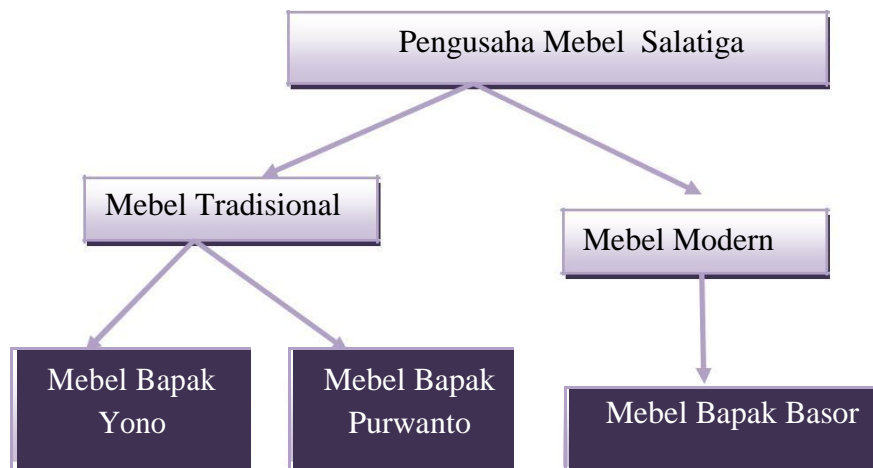 Pengusaha Mebel Salatiga
Mebel Tradisional
Mebel Modern
Mebel Bapak
Yono
Mebel Bapak
Purwanto
Mebel Bapak Basor